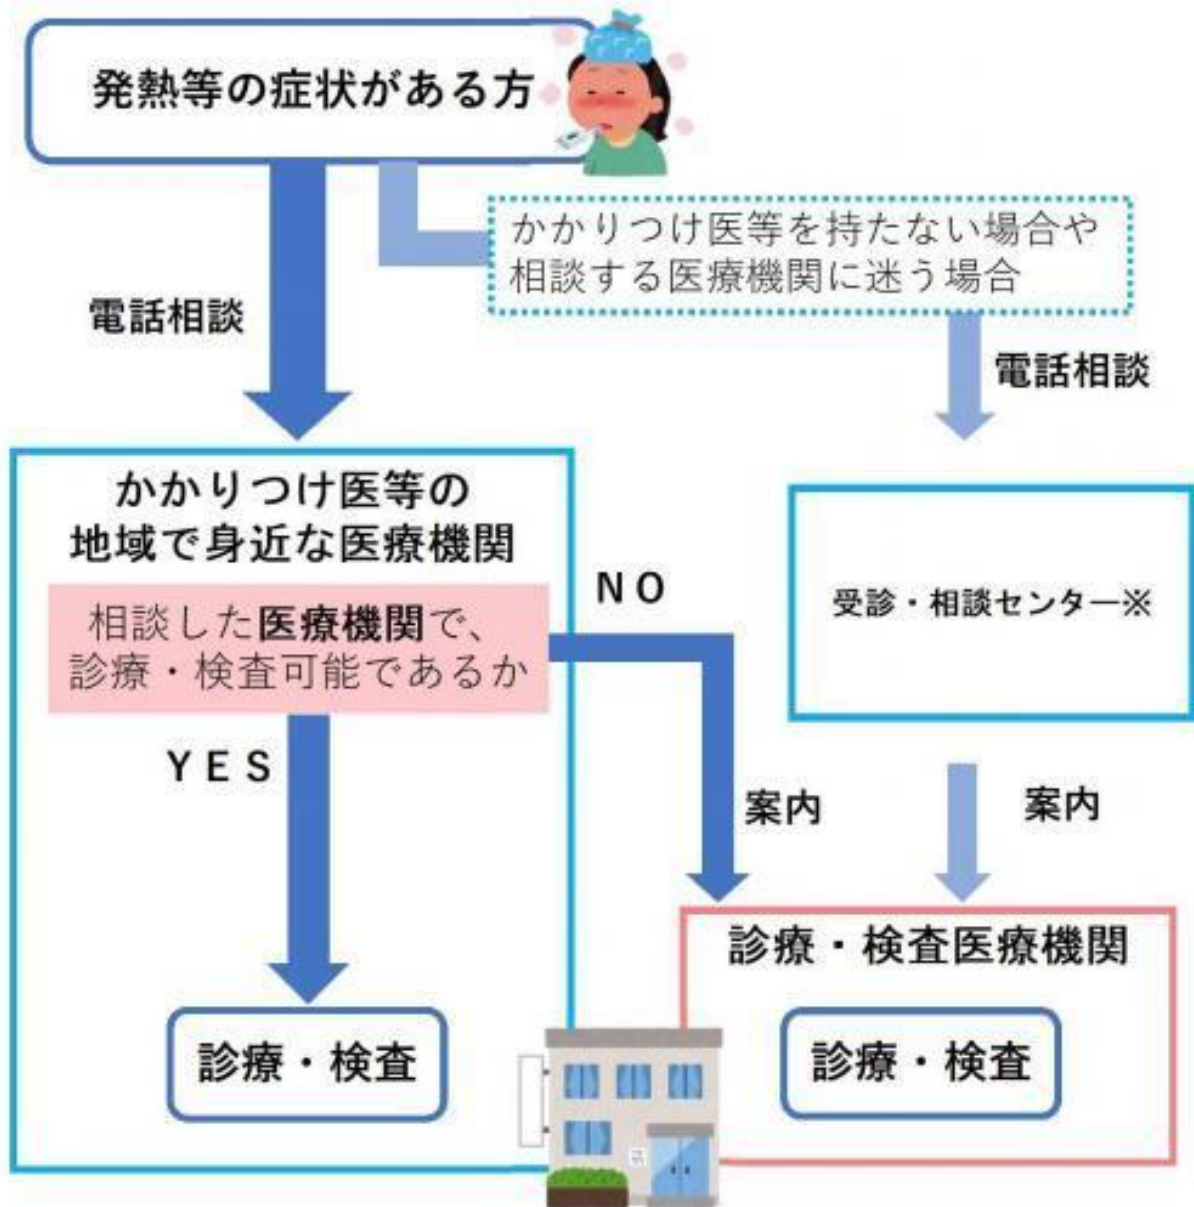 発熱等の症状がある方
かかりつけ医等を持たない場合や
相談する医療機関に迷う場合
電話相談
電話相談
かかりつけ医等の
地域で身近な医療機関
相談した医療機関で、
診療・検査可能であるか
NO
受診・相談センター※
YES
案内
案内
診療・検査医療機関
診療・検査
診療・検査